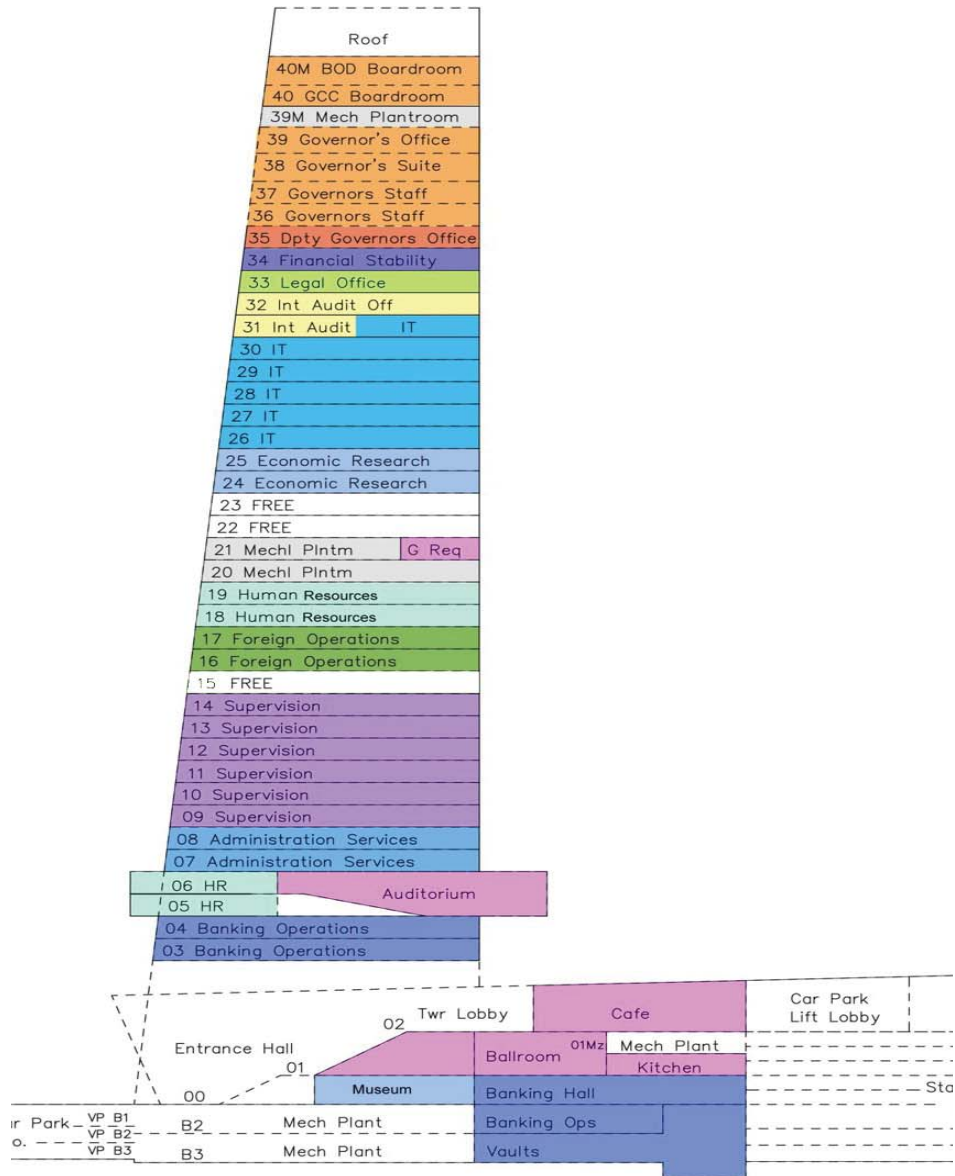 Roof
40M BOD Boardroom
40 GCC Boardroom
39M Mech Plantroom
39 Governor's Office
38 Governor's Suite
37 Governors Staff
36 Governors Staff
35 Dpty Governors Office
34 Financial Stability
33 Legal Office
32 Int Audit Off
31 Int Audit IT
30 IT
29 IT
28 IT
27 IT
26 IT
25 Economic Research
24 Economic Research
23 FREE
22 FREE
21 Mechl Plntm G Req
20 Mechl Plntm
19 Human Resources
18 Human Resources
17 Foreign Operations
16 Foreign Operations
15 FREE
14 Supervision
13 Supervision
12 Supervision
11 Supervision
10 Supervision
09 Supervision
08 Administration Services
07 Administration Services
06 HR
Auditorium
05 HR
04 Banking Operations
03 Banking Operations
Twr Lobby
Cafe
Car Park
Lift Lobby
02
Entrance Hall
Ballroom
01Mz
Mech Plant
01
Kitchen
Museum
Banking Hall
00
VP B1
Park
B2
Mech Plant
Banking Ops
VP B2
VP B3
B3
Mech Plant
Vaults